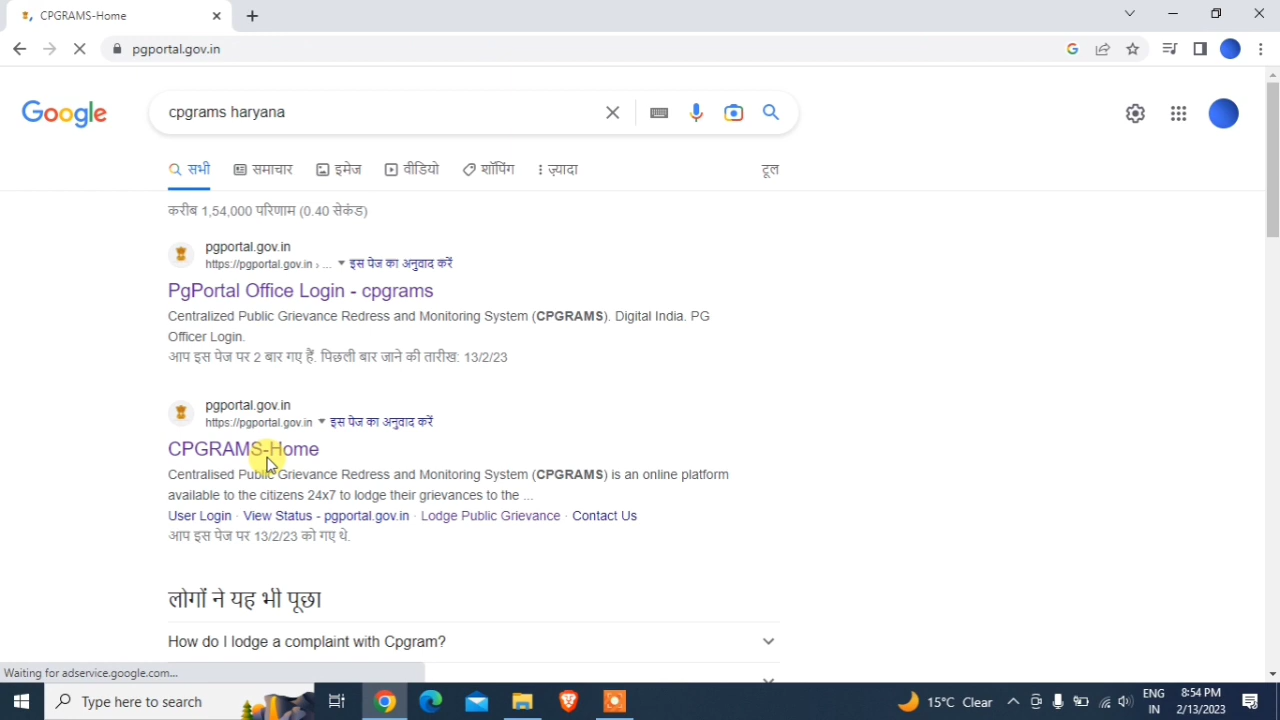 CPGRAMS-Home
pgportal.gov.in
Google
cpgrams haryana
सभी समाचार इमेज वीडियो शॉपिंग ज़्यादा टूल
करीब 1,54,000 परिणाम (0.40 सेकंड)
pgportal.gov.in
https://pgportal.gov.in › ... इस पेज का अनुवाद करें
PgPortal Office Login - cpgrams
Centralized Public Grievance Redress and Monitoring System (CPGRAMS). Digital India. PG
Officer Login.
आप इस पेज पर 2 बार गए हैं. पिछली बार जाने की तारीख: 13/2/23
pgportal.gov.in
https://pgportal.gov.in इस पेज का अनुवाद करें
CPGRAMS-Home
Centralised Public Grievance Redress and Monitoring System (CPGRAMS) is an online platform
available to the citizens 24x7 to lodge their grievances to the ...
User Login · View Status - pgportal.gov.in · Lodge Public Grievance · Contact Us
आप इस पेज पर 13/2/23 को गए थे.
लोगों ने यह भी पूछा
How do I lodge a complaint with Cpgram?
Waiting for adservice.google.com...
Type here to search
15°C Clear
ENG
IN
8:54 PM
2/13/2023